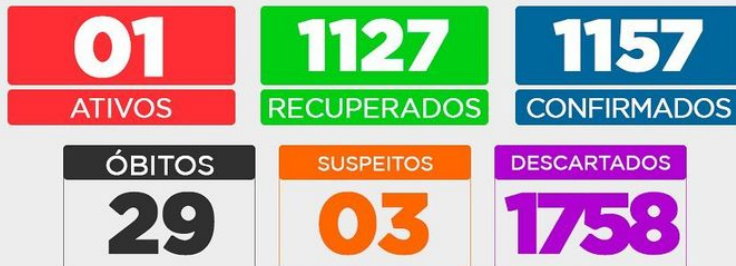 01 1127 1157
ATIVOS RECUPERADOS CONFIRMADOS
ÓBITOS SUSPEITOS DESCARTADOS
29 03 1758